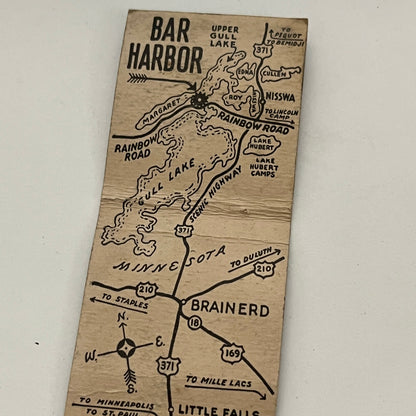 BAR
HARBOR
UPPER
GULL
LAKE
371
TO
PEQUOT
TO BEMIDJI
EDNA
CULLEN
ROY
NISSWA
MARGARET
TO LINCOLN
CAMP
RAINBOW ROAD
RAINBOW
ROAD
LAKE
HUBERT
LAKE
HUBERT
CAMPS
GULL LAKE
SCENIC HIGHWAY
371
MINNESOTA
TO DULUTH
210
210
TO STAPLES
BRAINERD
18
169
N.
W.
E.
S.
371
TO MILLE LACS
TO MINNEAPOLIS
TO ST. PAUL
LITTLE FALLS